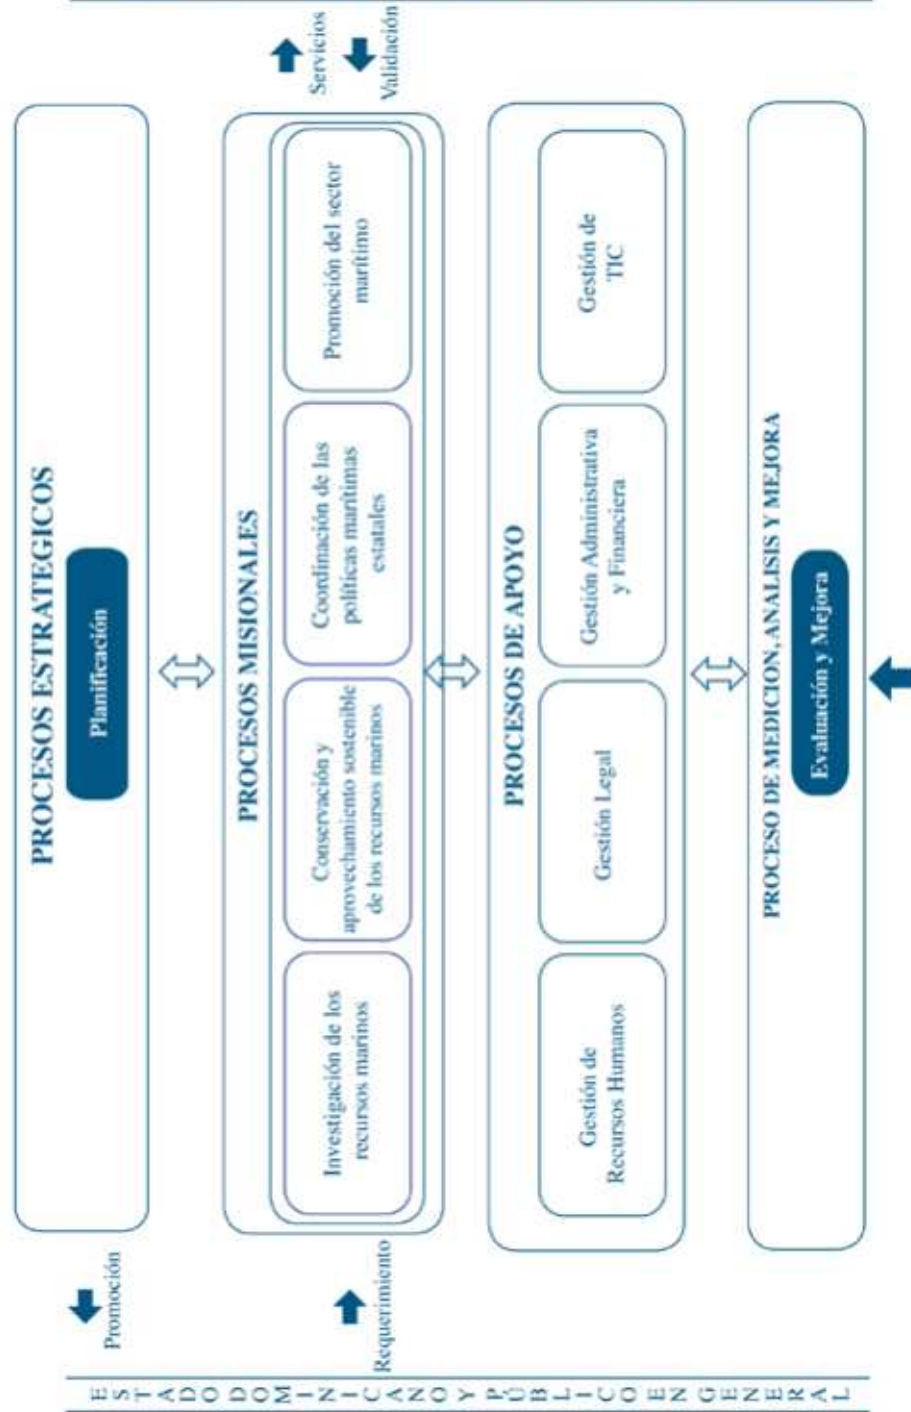 PROCESOS ESTRATEGICOS
Planificación
Promoción
PROCESOS MISIONALES
Investigación de los
recursos marinos
Conservación y
aprovechamiento sostenible
de los recursos marinos
Coordinación de las
políticas marítimas
estatales
Promoción del sector
marítimo
Requerimiento
Servicios
Validación
PROCESOS DE APOYO
Gestión de
Recursos Humanos
Gestión Legal
Gestión Administrativa
y Financiera
Gestión de
TIC
PROCESO DE MEDICION, ANALISIS Y MEJORA
Evaluación y Mejora
ESTADO DOMINICANO Y PÚBLICO EN GENERAL